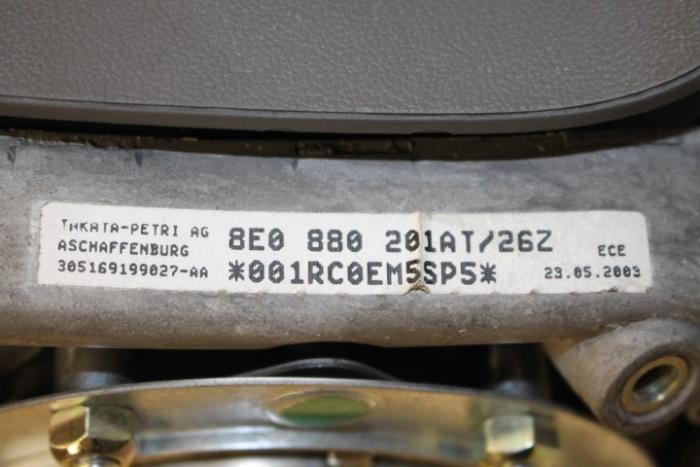 TAKATA-PETRI AG
ASCHAFFENBURG
305169199027-AA
8E0 880 201AT/26Z
*001RC0EM5SP5*
ECE
23.05.2003